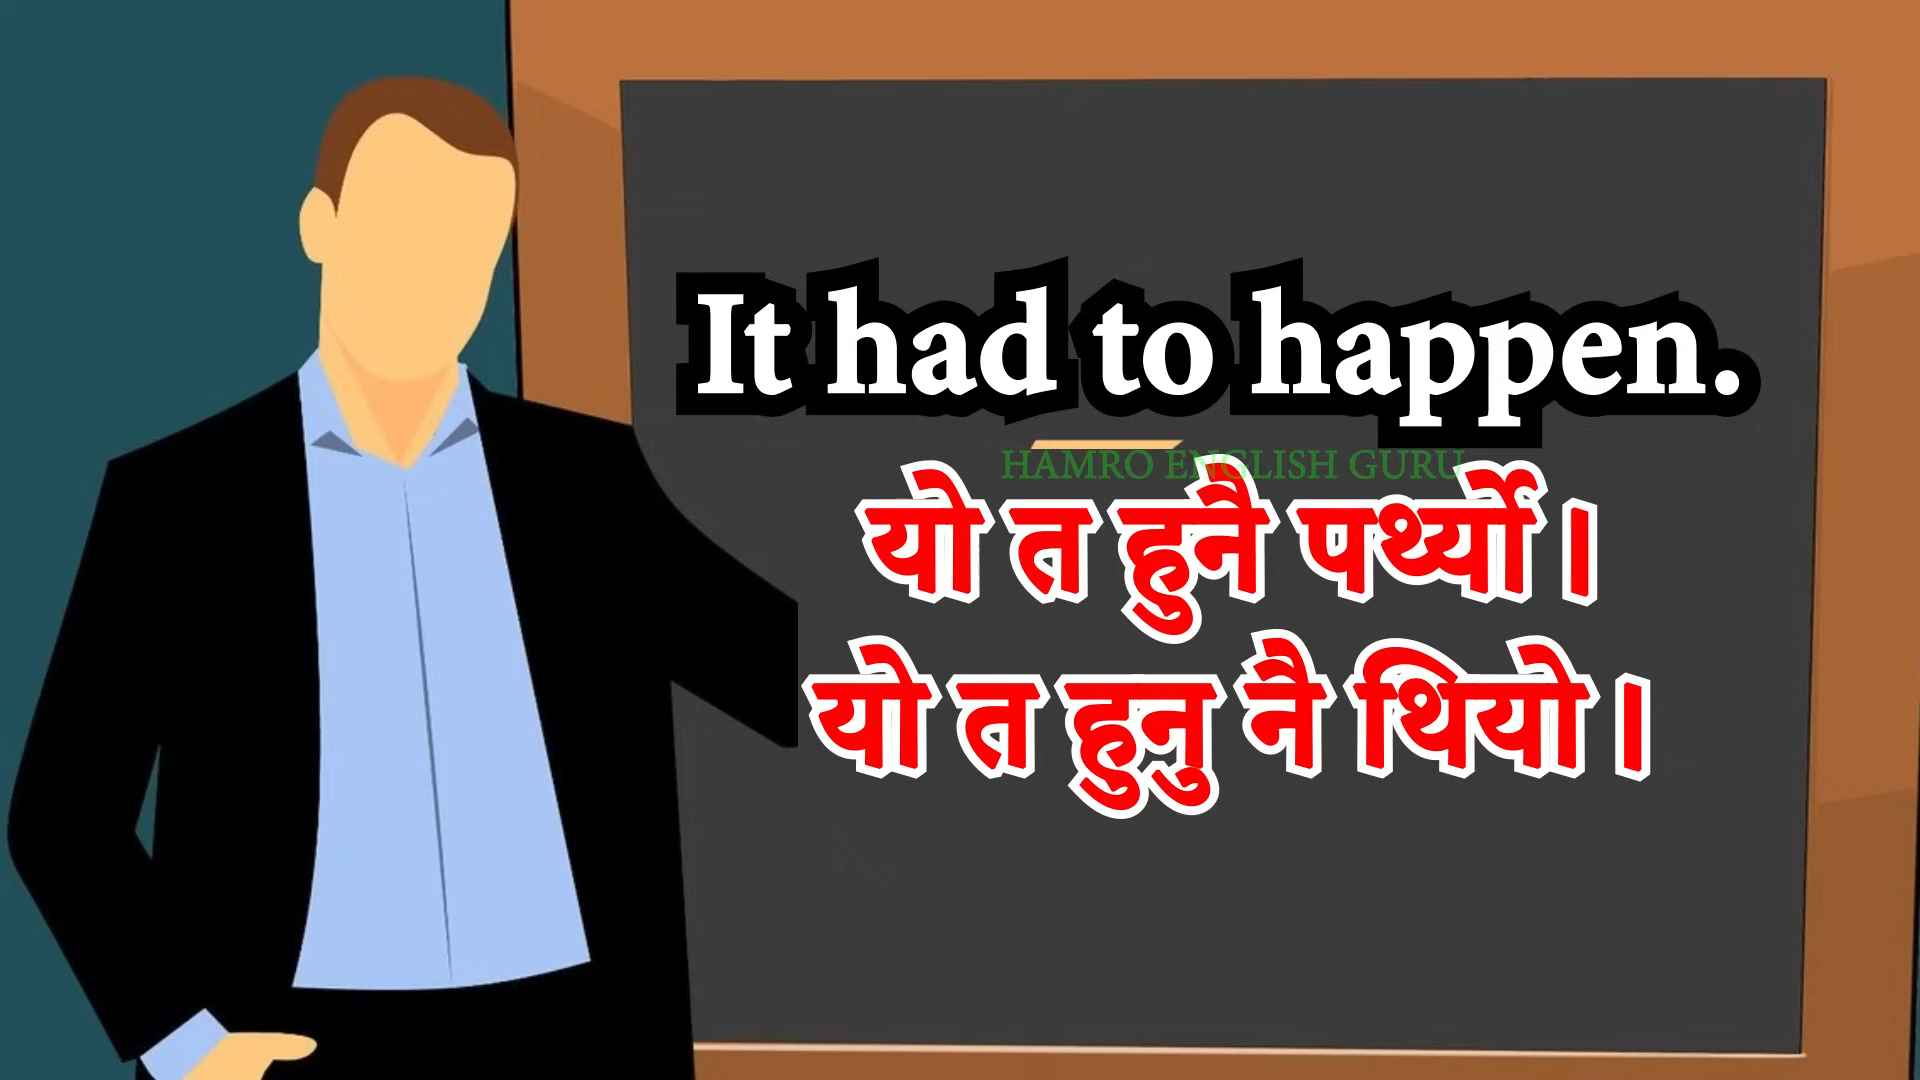 It had to happen.
HAMRO ENGLISH GURU
यो त हुनै पर्थ्यो।
यो त हुनु नै थियो।